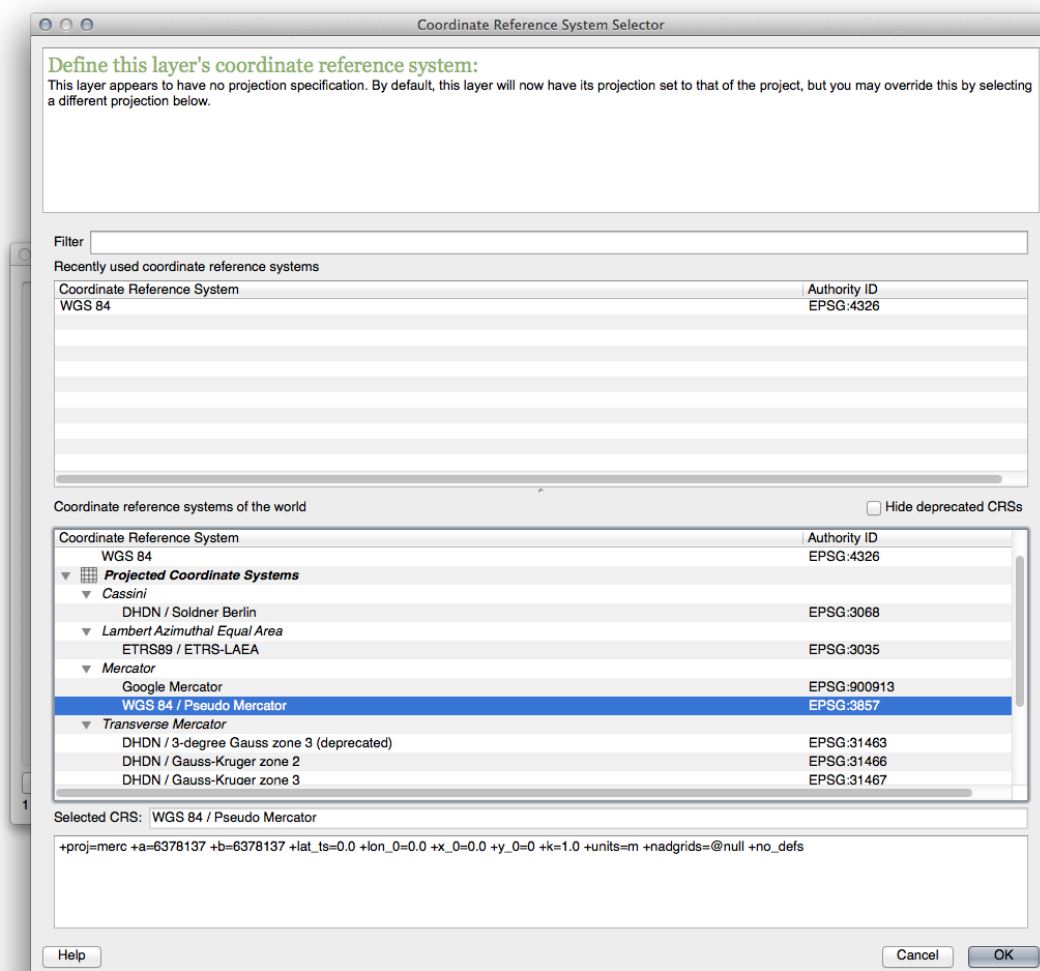 Coordinate Reference System Selector
Define this layer's coordinate reference system:
This layer appears to have no projection specification. By default, this layer will now have its projection set to that of the project, but you may override this by selecting
a different projection below.
Filter
Recently used coordinate reference systems
Coordinate Reference System Authority ID
WGS 84 EPSG:4326
Coordinate reference systems of the world Hide deprecated CRSs
Coordinate Reference System Authority ID
WGS 84 EPSG:4326
Projected Coordinate Systems
Cassini
DHDN / Soldner Berlin EPSG:3068
Lambert Azimuthal Equal Area
ETRS89 / ETRS-LAEA EPSG:3035
Mercator
Google Mercator EPSG:900913
WGS 84 / Pseudo Mercator EPSG:3857
Transverse Mercator
DHDN / 3-degree Gauss zone 3 (deprecated) EPSG:31463
DHDN / Gauss-Kruger zone 2 EPSG:31466
DHDN / Gauss-Kruger zone 3 EPSG:31467
1
Selected CRS: WGS 84 / Pseudo Mercator
+proj=merc +a=6378137 +b=6378137 +lat_ts=0.0 +lon_0=0.0 +x_0=0.0 +y_0=0 +k=1.0 +units=m +nadgrids=@null +no_defs
Help Cancel OK